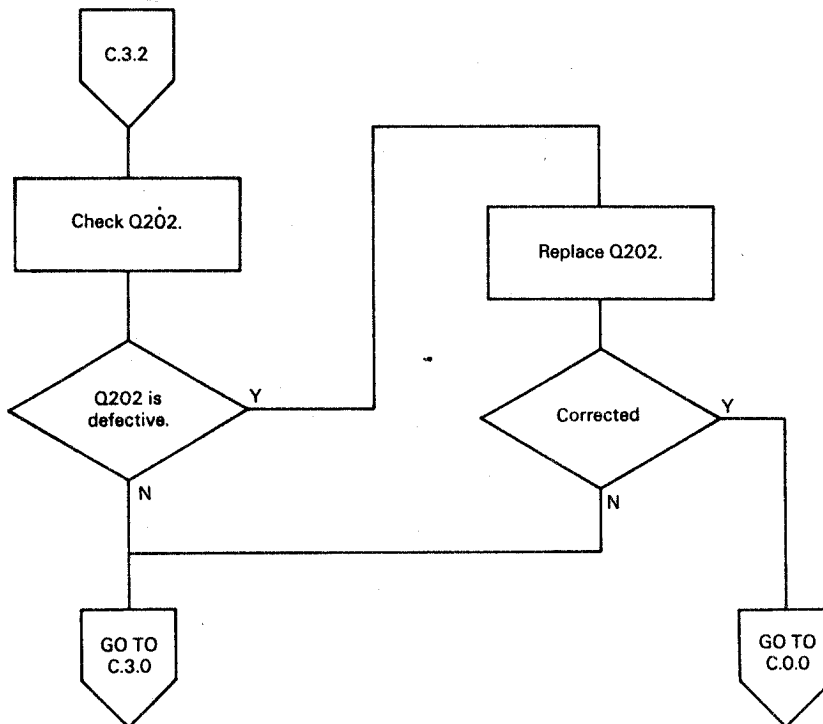 C.3.2
Check Q202.
Q202 is
defective.
Y
N
Replace Q202.
Corrected
Y
N
GO TO
C.3.0
GO TO
C.0.0